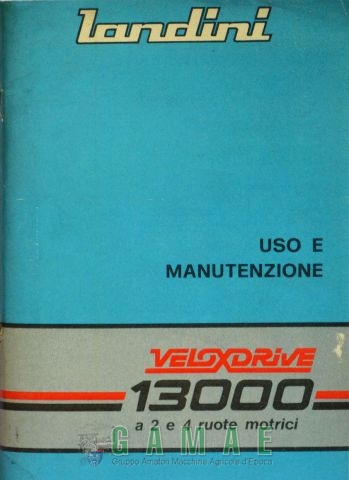 Landini
USO E
MANUTENZIONE
VELOXDRIVE
13000
a 2 e 4 ruote motrici
GAMAE
Gruppo Amatori Macchine Agricole d'Epoca